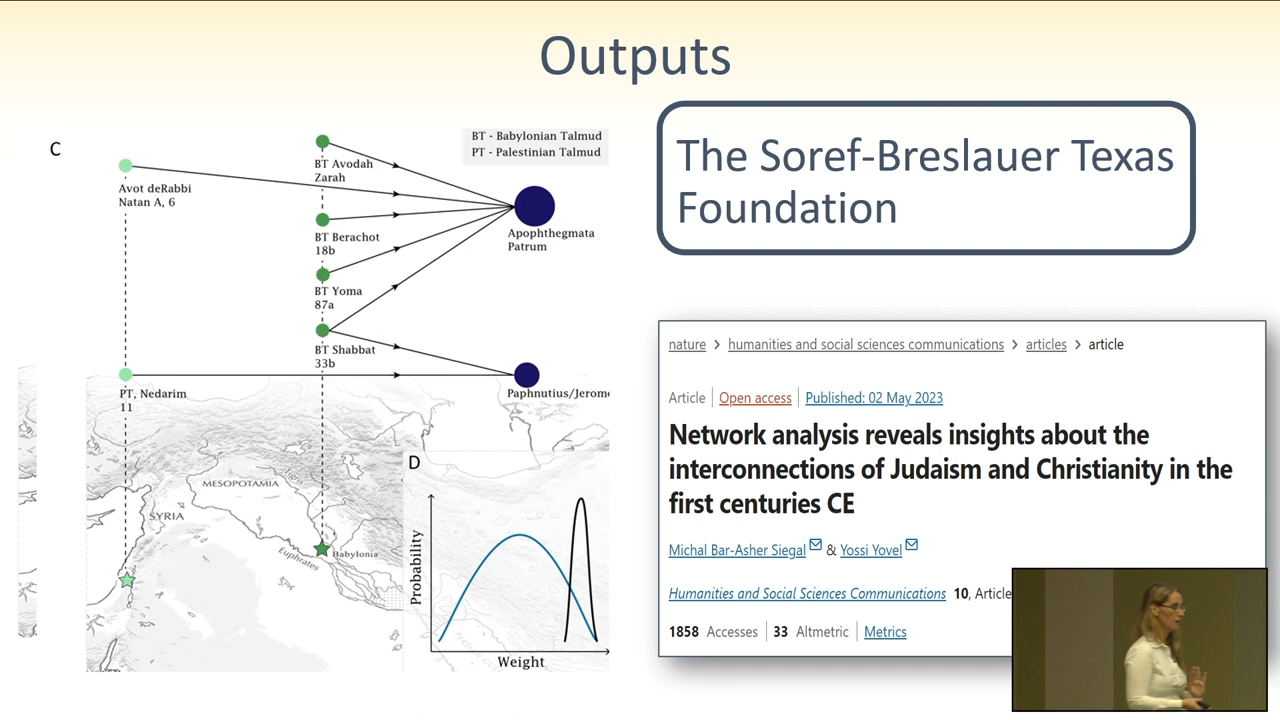 Outputs
C
BT - Babylonian Talmud
PT - Palestinian Talmud
Avot deRabbi
Natan A, 6
BT Avodah
Zarah
BT Berachot
18b
BT Yoma
87a
BT Shabbat
33b
Apophthegmata
Patrum
PT, Nedarim
11
Paphnutius/Jerome
MESOPOTAMIA
SYRIA
Tigris
Euphrates
Babylonia
D
Probability
Weight
The Soref-Breslauer Texas
Foundation
nature > humanities and social sciences communications > articles > article
Article | Open access | Published: 02 May 2023
Network analysis reveals insights about the
interconnections of Judaism and Christianity in the
first centuries CE
Michal Bar-Asher Siegal & Yossi Yovel
Humanities and Social Sciences Communications 10, Article
1858 Accesses | 33 Altmetric | Metrics